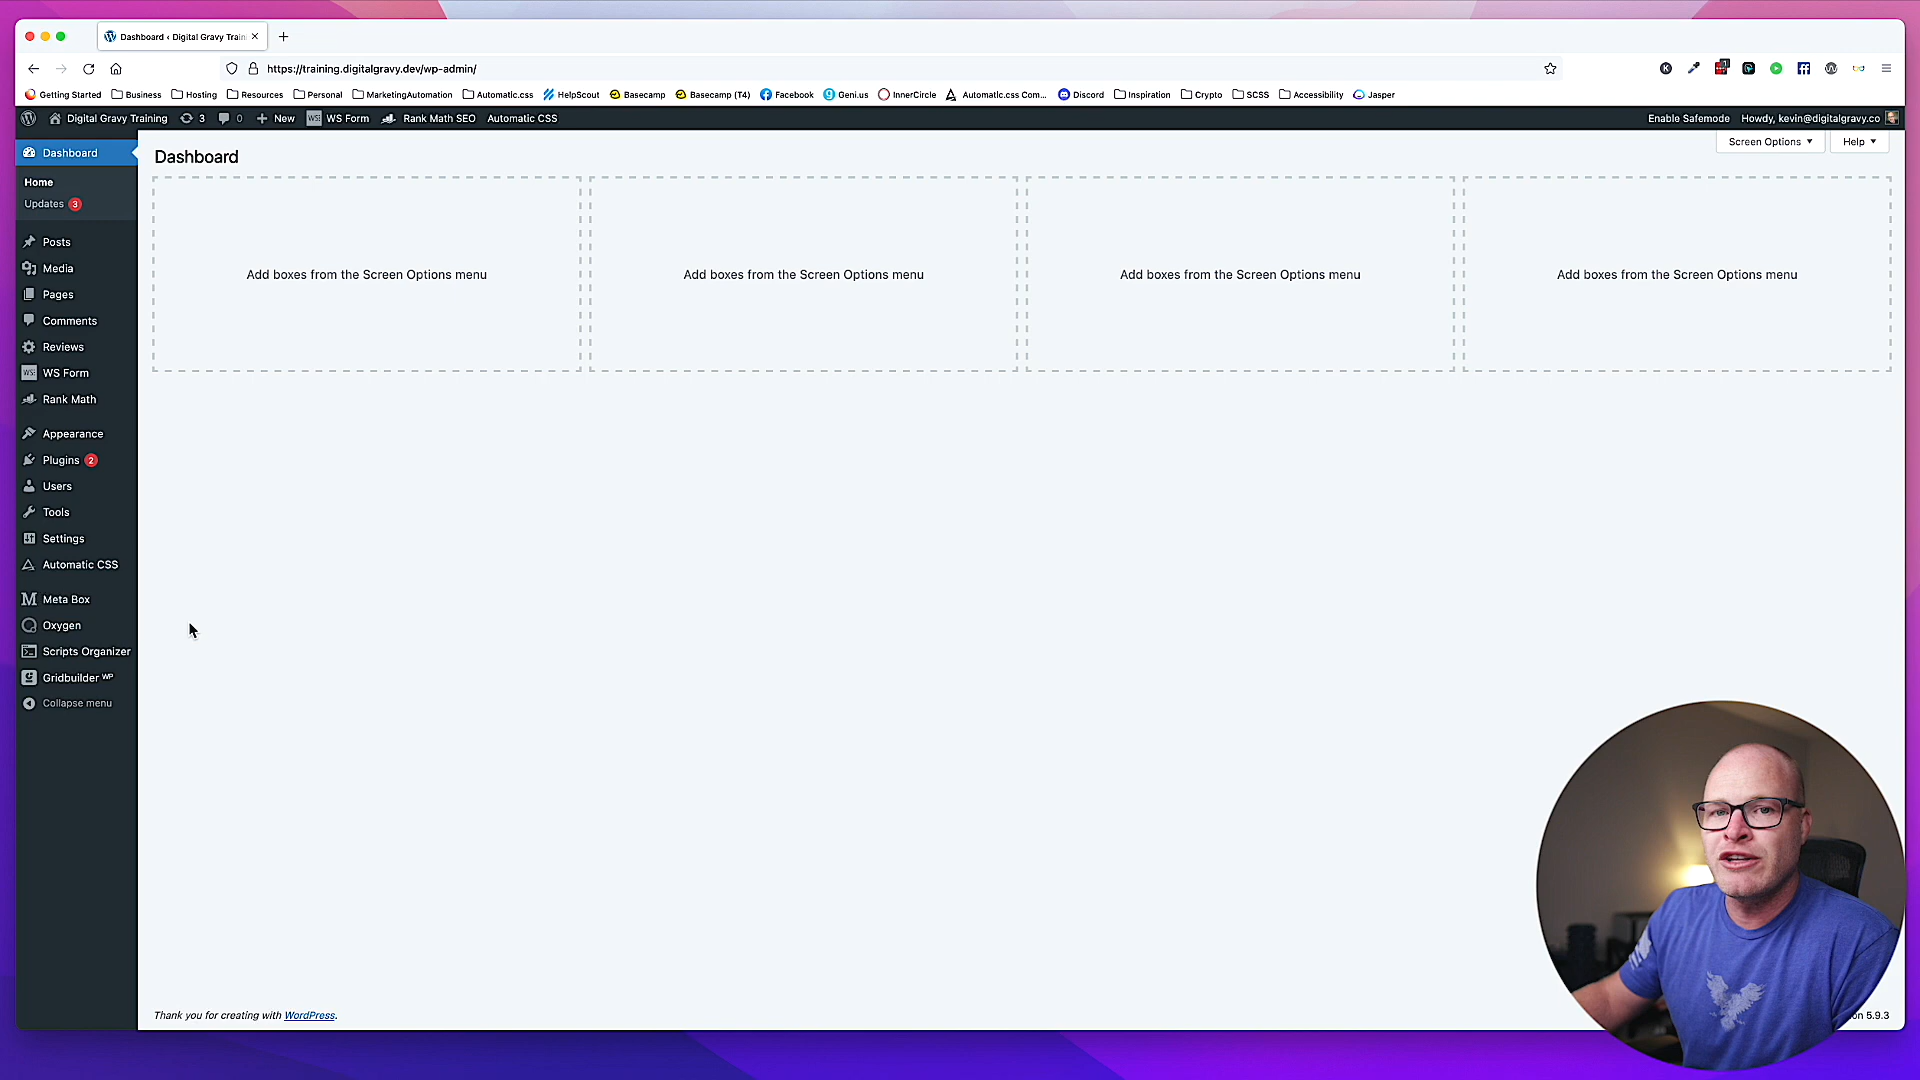 Dashboard ‹ Digital Gravy Train
https://training.digitalgravy.dev/wp-admin/
Getting Started Business Hosting Resources Personal MarketingAutomation Automatic.css HelpScout Basecamp Basecamp (T4) Facebook Geni.us InnerCircle Automatic.css Com... Discord Inspiration Crypto SCSS Accessibility Jasper
Digital Gravy Training 3 0 New WS Form Rank Math SEO Automatic CSS Enable Safemode Howdy, kevin@digitalgravy.co
Screen Options Help
Dashboard
Home
Updates 3
Posts
Media
Pages
Comments
Reviews
WS Form
Rank Math
Appearance
Plugins 2
Users
Tools
Settings
Automatic CSS
Meta Box
Oxygen
Scripts Organizer
Gridbuilder WP
Collapse menu
Dashboard
Add boxes from the Screen Options menu
Add boxes from the Screen Options menu
Add boxes from the Screen Options menu
Add boxes from the Screen Options menu
Thank you for creating with WordPress.
5.9.3